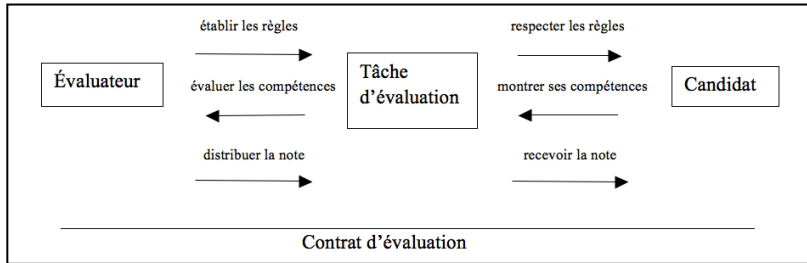 établir les règles
respecter les règles
Évaluateur
évaluer les compétences
Tâche
d’évaluation
montrer ses compétences
Candidat
distribuer la note
recevoir la note
Contrat d’évaluation